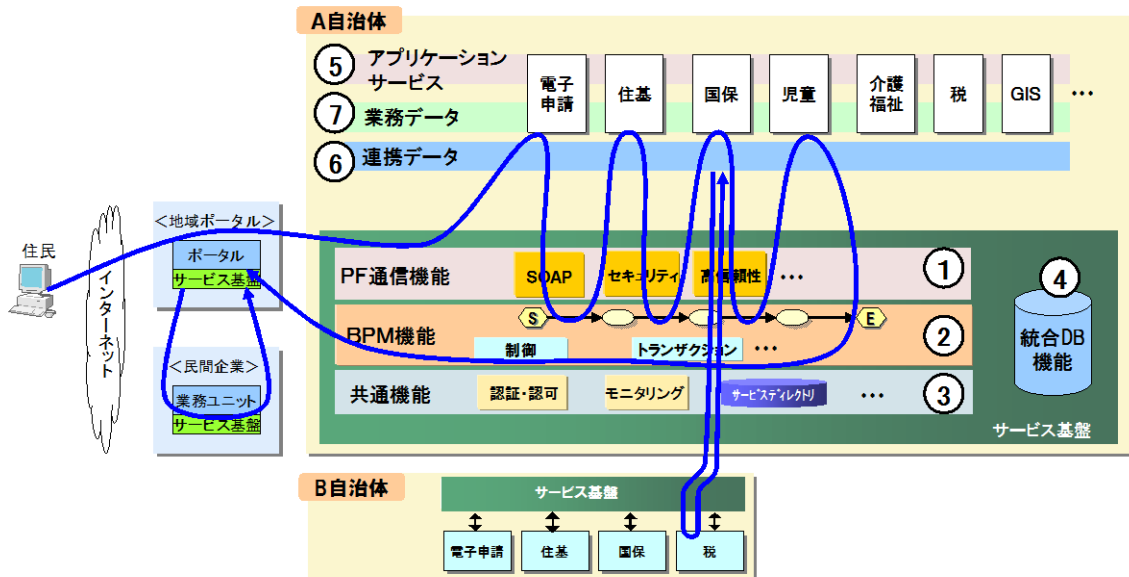 A自治体
⑤
アプリケーション
サービス
⑦
業務データ
⑥
連携データ
電子
申請
住基
国保
児童
介護
福祉
税
GIS
…
住民
インターネット
＜地域ポータル＞
ポータル
サービス基盤
＜民間企業＞
業務ユニット
サービス基盤
PF通信機能
SOAP
セキュリティ
高信頼性
…
①
BPM機能
S
E
制御
トランザクション
…
②
共通機能
認証・認可
モニタリング
サービスディレクトリ
…
③
④
統合DB
機能
サービス基盤
B自治体
サービス基盤
電子申請
住基
国保
税